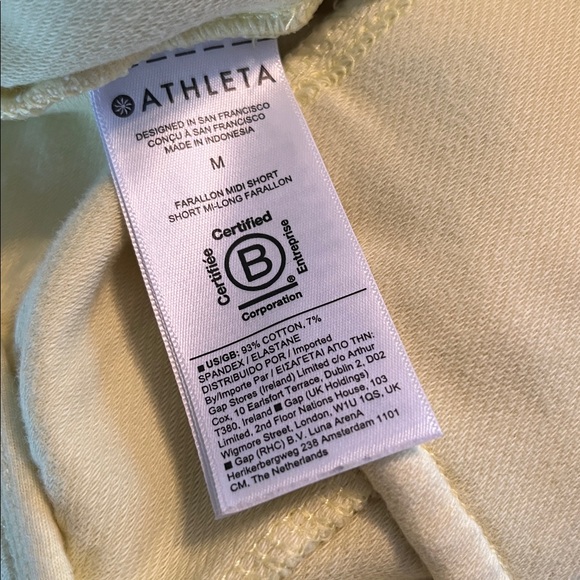 ATHLETA
DESIGNED IN SAN FRANCISCO
CONÇU À SAN FRANCISCO
MADE IN INDONESIA
M
FARALLON MIDI SHORT
SHORT MI-LONG FARALLON
Certifiée Certified Entreprise
B
®
Corporation
■ US/GB: 93% COTTON, 7%
SPANDEX / ELASTANE
DISTRIBUIDO POR / Imported
By/Importe Par / ΕΙΣΑΓΕΤΑΙ ΑΠΟ ΤΗΝ:
Gap Stores (Ireland) Limited c/o Arthur
Cox, 10 Earlsfort Terrace, Dublin 2, D02
T380, Ireland ■ Gap (UK Holdings)
Limited, 2nd Floor Nations House, 103
Wigmore Street, London, W1U 1QS, UK
■ Gap (RHC) B.V. Luna ArenA
Herikerbergweg 238 Amsterdam 1101
CM, The Netherlands